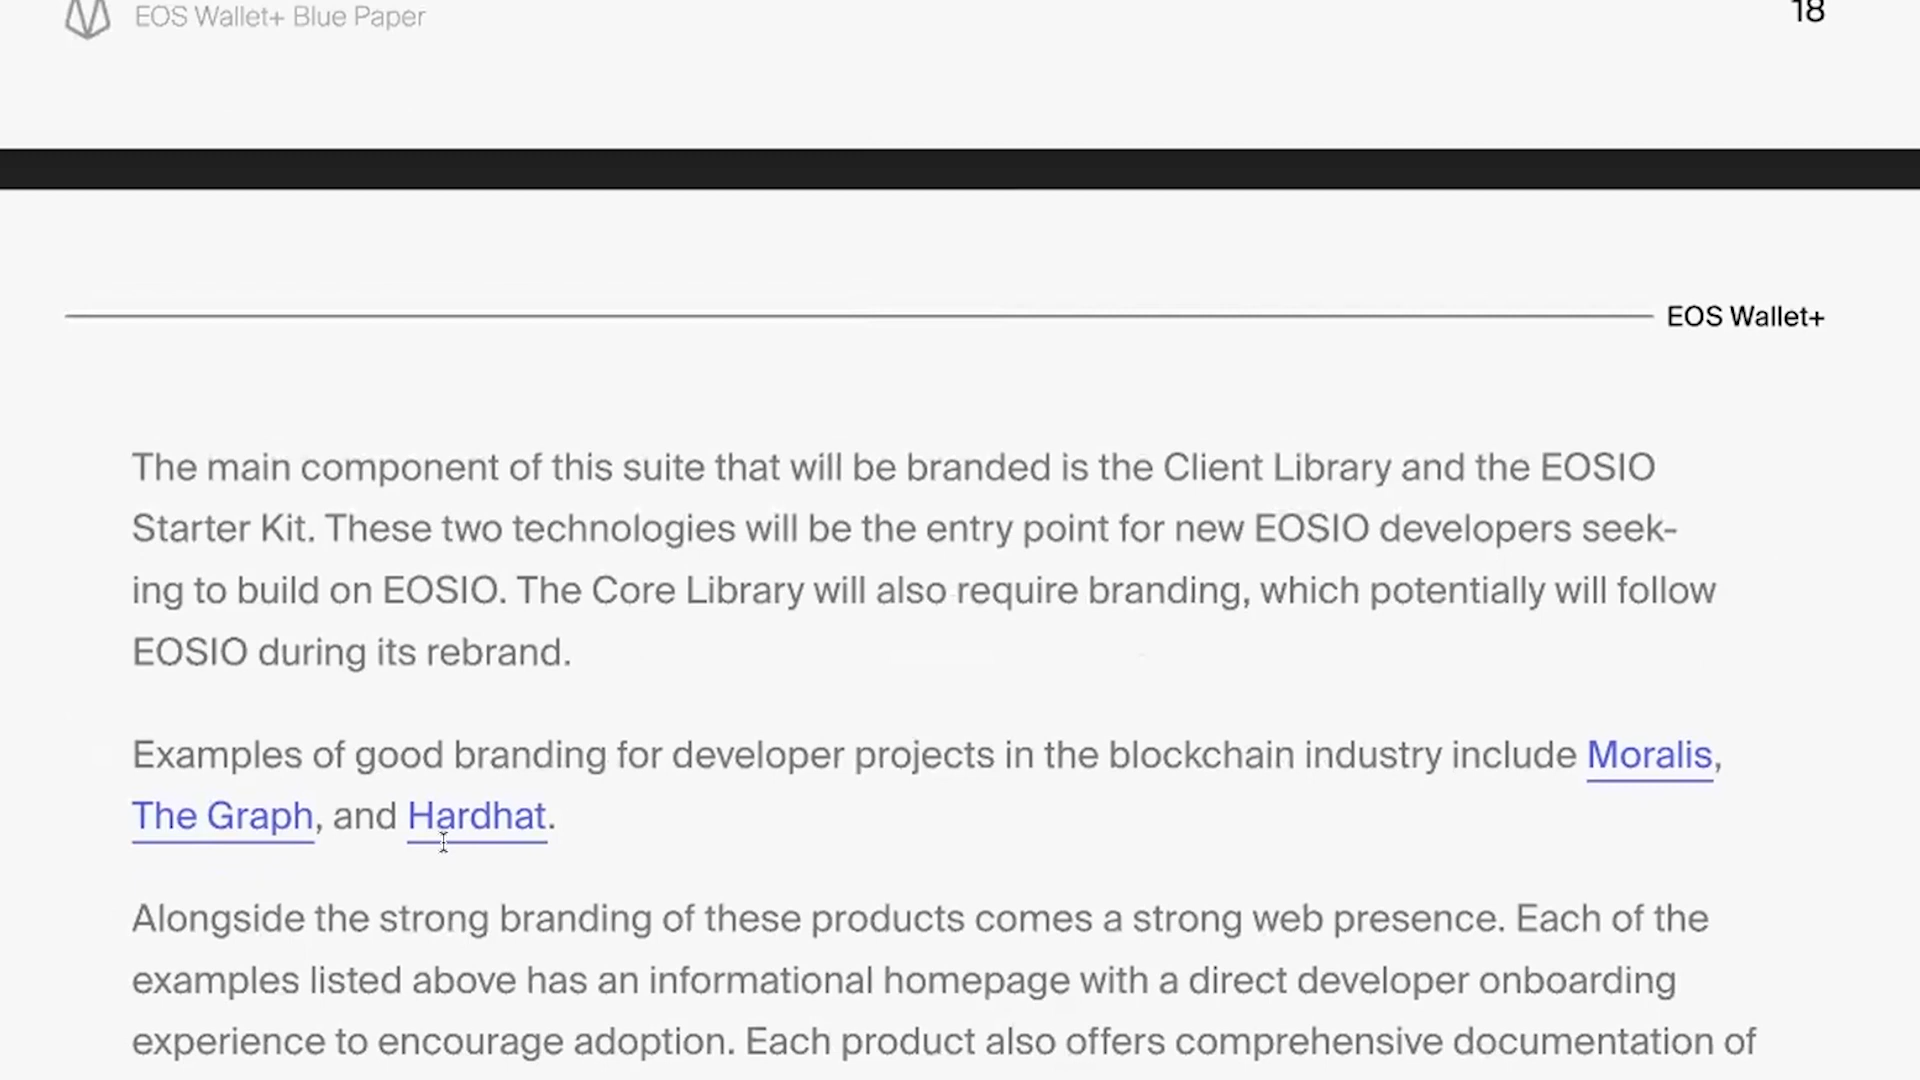 EOS Wallet+ Blue Paper
18
EOS Wallet+
The main component of this suite that will be branded is the Client Library and the EOSIO
Starter Kit. These two technologies will be the entry point for new EOSIO developers seek-
ing to build on EOSIO. The Core Library will also require branding, which potentially will follow
EOSIO during its rebrand.
Examples of good branding for developer projects in the blockchain industry include Moralis,
The Graph, and Hardhat.
Alongside the strong branding of these products comes a strong web presence. Each of the
examples listed above has an informational homepage with a direct developer onboarding
experience to encourage adoption. Each product also offers comprehensive documentation of